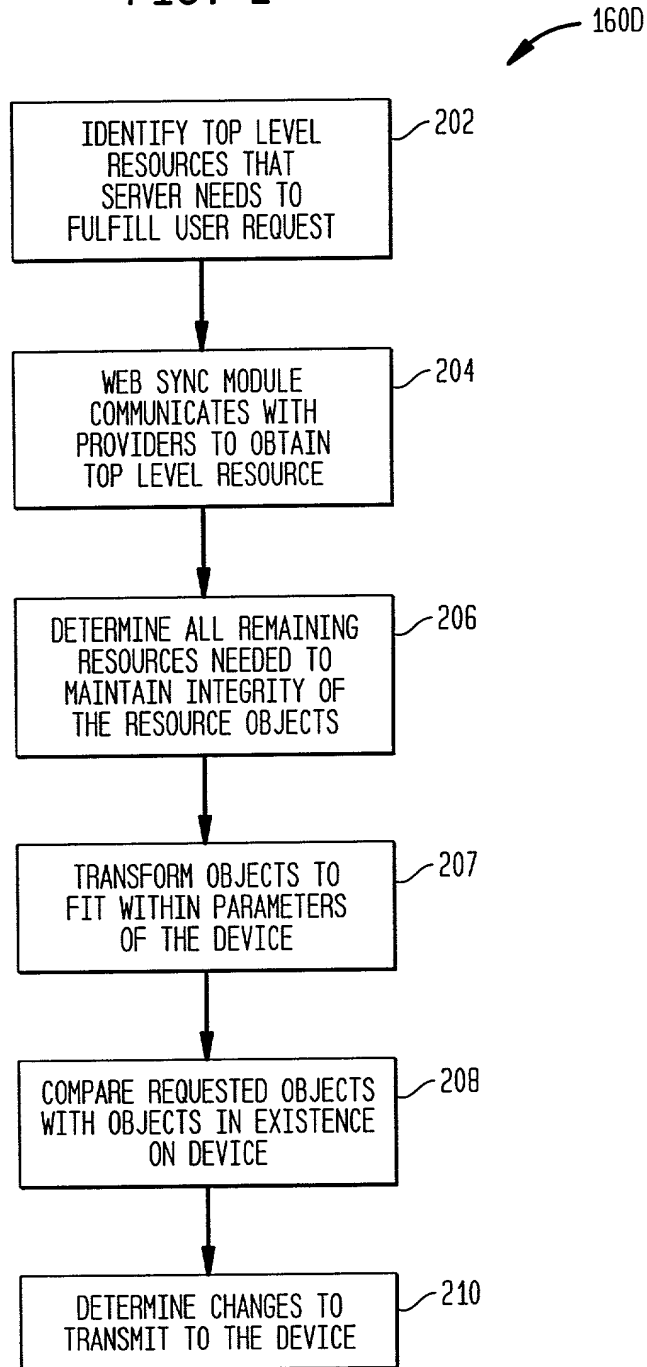 160D
IDENTIFY TOP LEVEL
RESOURCES THAT
SERVER NEEDS TO
FULFILL USER REQUEST
202
WEB SYNC MODULE
COMMUNICATES WITH
PROVIDERS TO OBTAIN
TOP LEVEL RESOURCE
204
DETERMINE ALL REMAINING
RESOURCES NEEDED TO
MAINTAIN INTEGRITY OF
THE RESOURCE OBJECTS
206
TRANSFORM OBJECTS TO
FIT WITHIN PARAMETERS
OF THE DEVICE
207
COMPARE REQUESTED OBJECTS
WITH OBJECTS IN EXISTENCE
ON DEVICE
208
DETERMINE CHANGES TO
TRANSMIT TO THE DEVICE
210